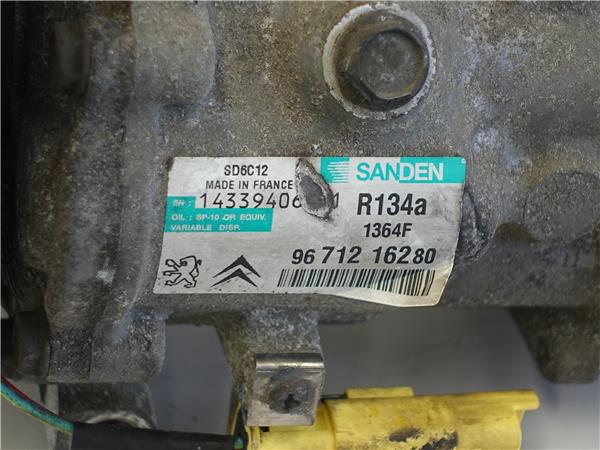 SD6C12
MADE IN FRANCE
SANDEN
SN : 14339406
R134a
OIL : SP-10 OR EQUIV.
VARIABLE DISP.
1364F
96 712 162 80